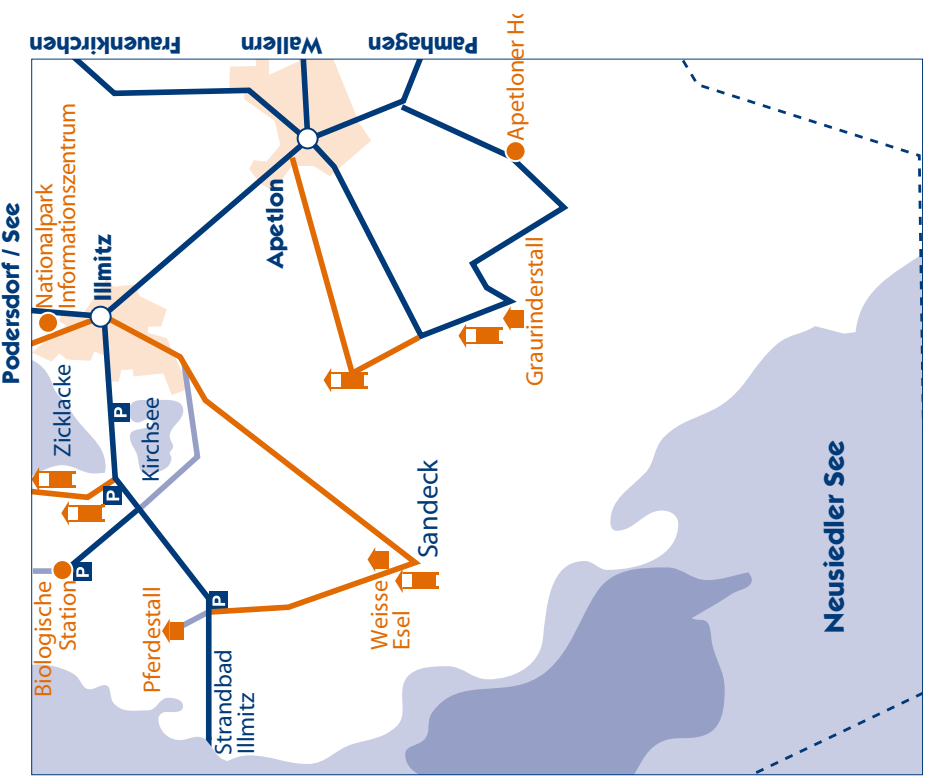 Podersdorf / See
Frauenkirchen
Wallern
Pamhagen
Nationalpark
Informationszentrum
Illmitz
Apetlon
Apetloner Ho
Zicklacke
Kirchsee
P
P
P
P
Graurinderstall
Biologische
Station
Pferdestall
Strandbad
Illmitz
Weisse
Esel
Sandeck
Neusiedler See